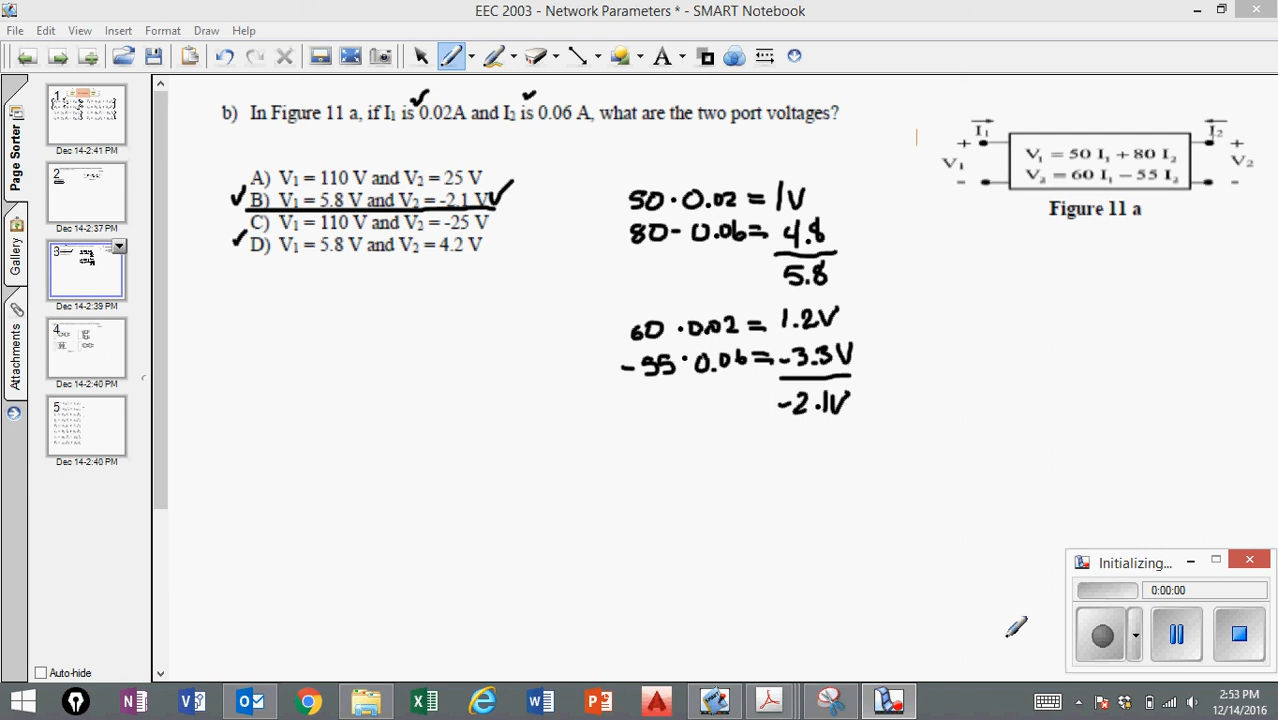 EEC 2003 - Network Parameters * - SMART Notebook
File Edit View Insert Format Draw Help
Page Sorter
Gallery
Attachments
1
Dec 14-2:41 PM
2
Dec 14-2:37 PM
3
Dec 14-2:39 PM
4
Dec 14-2:40 PM
5
Dec 14-2:40 PM
Auto-hide
b) In Figure 11 a, if I1 is 0.02A and I2 is 0.06 A, what are the two port voltages?
A) V1 = 110 V and V2 = 25 V
B) V1 = 5.8 V and V2 = -2.1 V
C) V1 = 110 V and V2 = -25 V
D) V1 = 5.8 V and V2 = 4.2 V
50 · 0.02 = 1V
80 - 0.06 = 4.8
5.8
60 · 0.02 = 1.2V
-55 · 0.06 = -3.3V
-2.1V
I1 I2
+ +
V1 V2
- -
V1 = 50 I1 + 80 I2
V2 = 60 I1 – 55 I2
Figure 11 a
Initializing...
0:00:00
2:53 PM
12/14/2016